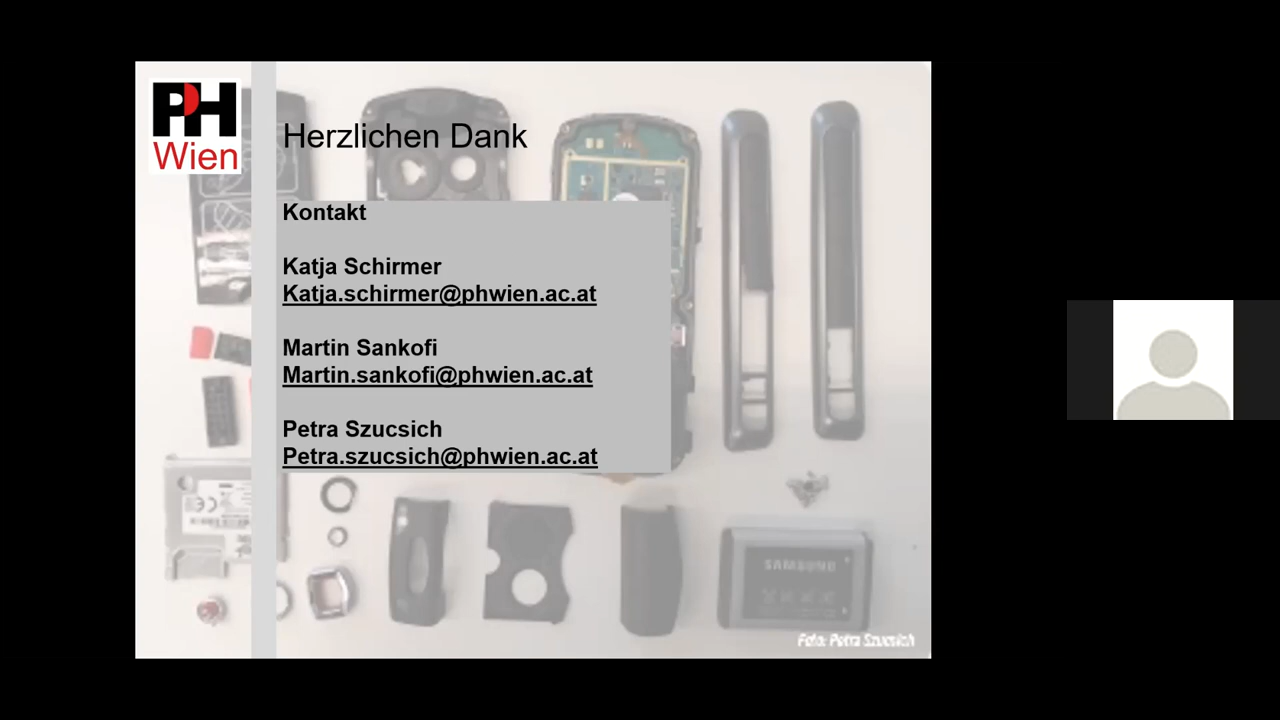 PH
Wien
Herzlichen Dank
Kontakt
Katja Schirmer
Katja.schirmer@phwien.ac.at
Martin Sankofi
Martin.sankofi@phwien.ac.at
Petra Szucsich
Petra.szucsich@phwien.ac.at
SAMSUNG
Foto: Petra Szucsich